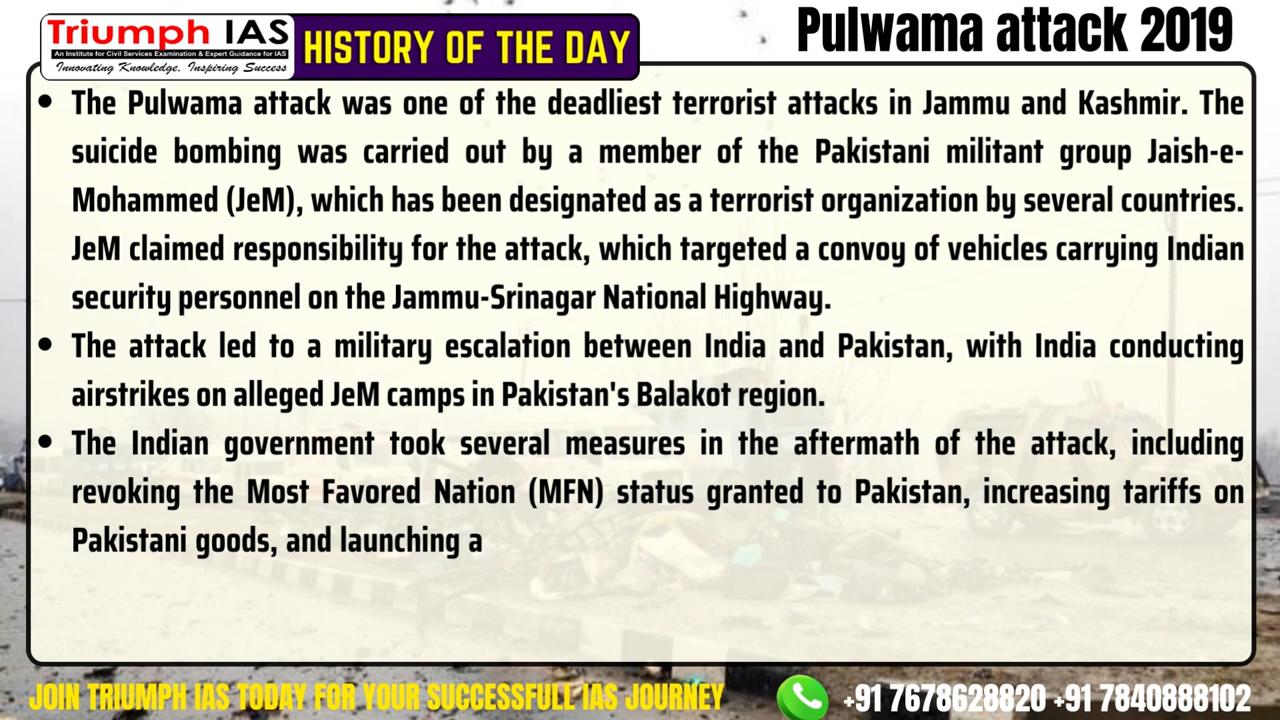 Triumph IAS
An Institute for Civil Services Examination & Expert Guidance for IAS
Innovating Knowledge, Inspiring Success
HISTORY OF THE DAY
Pulwama attack 2019
• The Pulwama attack was one of the deadliest terrorist attacks in Jammu and Kashmir. The
suicide bombing was carried out by a member of the Pakistani militant group Jaish-e-
Mohammed (JeM), which has been designated as a terrorist organization by several countries.
JeM claimed responsibility for the attack, which targeted a convoy of vehicles carrying Indian
security personnel on the Jammu-Srinagar National Highway.
• The attack led to a military escalation between India and Pakistan, with India conducting
airstrikes on alleged JeM camps in Pakistan's Balakot region.
• The Indian government took several measures in the aftermath of the attack, including
revoking the Most Favored Nation (MFN) status granted to Pakistan, increasing tariffs on
Pakistani goods, and launching a
JOIN TRIUMPH IAS TODAY FOR YOUR SUCCESSFULL IAS JOURNEY
+91 7678628820 +91 7840888102